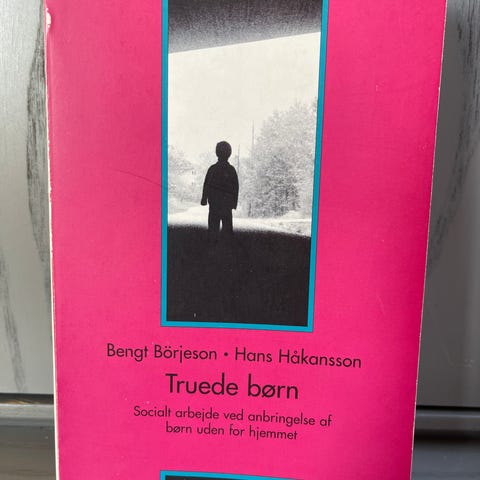 Bengt Börjeson • Hans Håkansson
Truede børn
Socialt arbejde ved anbringelse af
børn uden for hjemmet